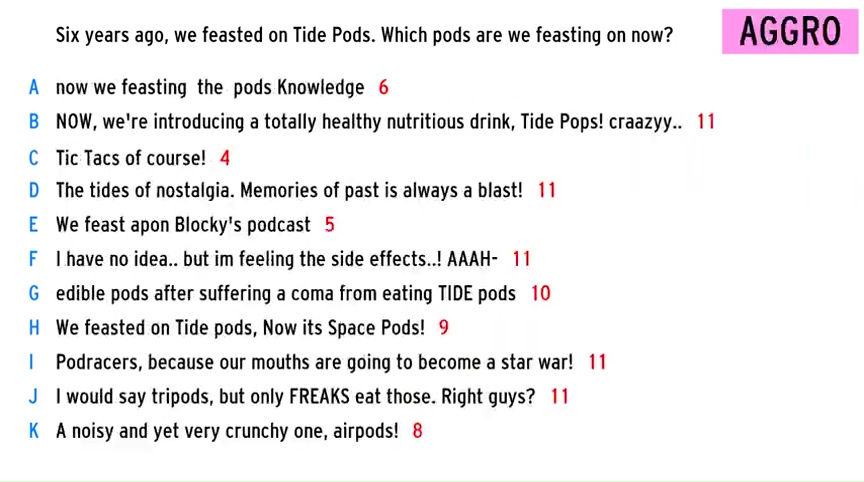 Six years ago, we feasted on Tide Pods. Which pods are we feasting on now?
AGGRO
A now we feasting the pods Knowledge 6
B NOW, we're introducing a totally healthy nutritious drink, Tide Pops! craazyy.. 11
C Tic Tacs of course! 4
D The tides of nostalgia. Memories of past is always a blast! 11
E We feast apon Blocky's podcast 5
F I have no idea.. but im feeling the side effects..! AAAH- 11
G edible pods after suffering a coma from eating TIDE pods 10
H We feasted on Tide pods, Now its Space Pods! 9
I Podracers, because our mouths are going to become a star war! 11
J I would say tripods, but only FREAKS eat those. Right guys? 11
K A noisy and yet very crunchy one, airpods! 8